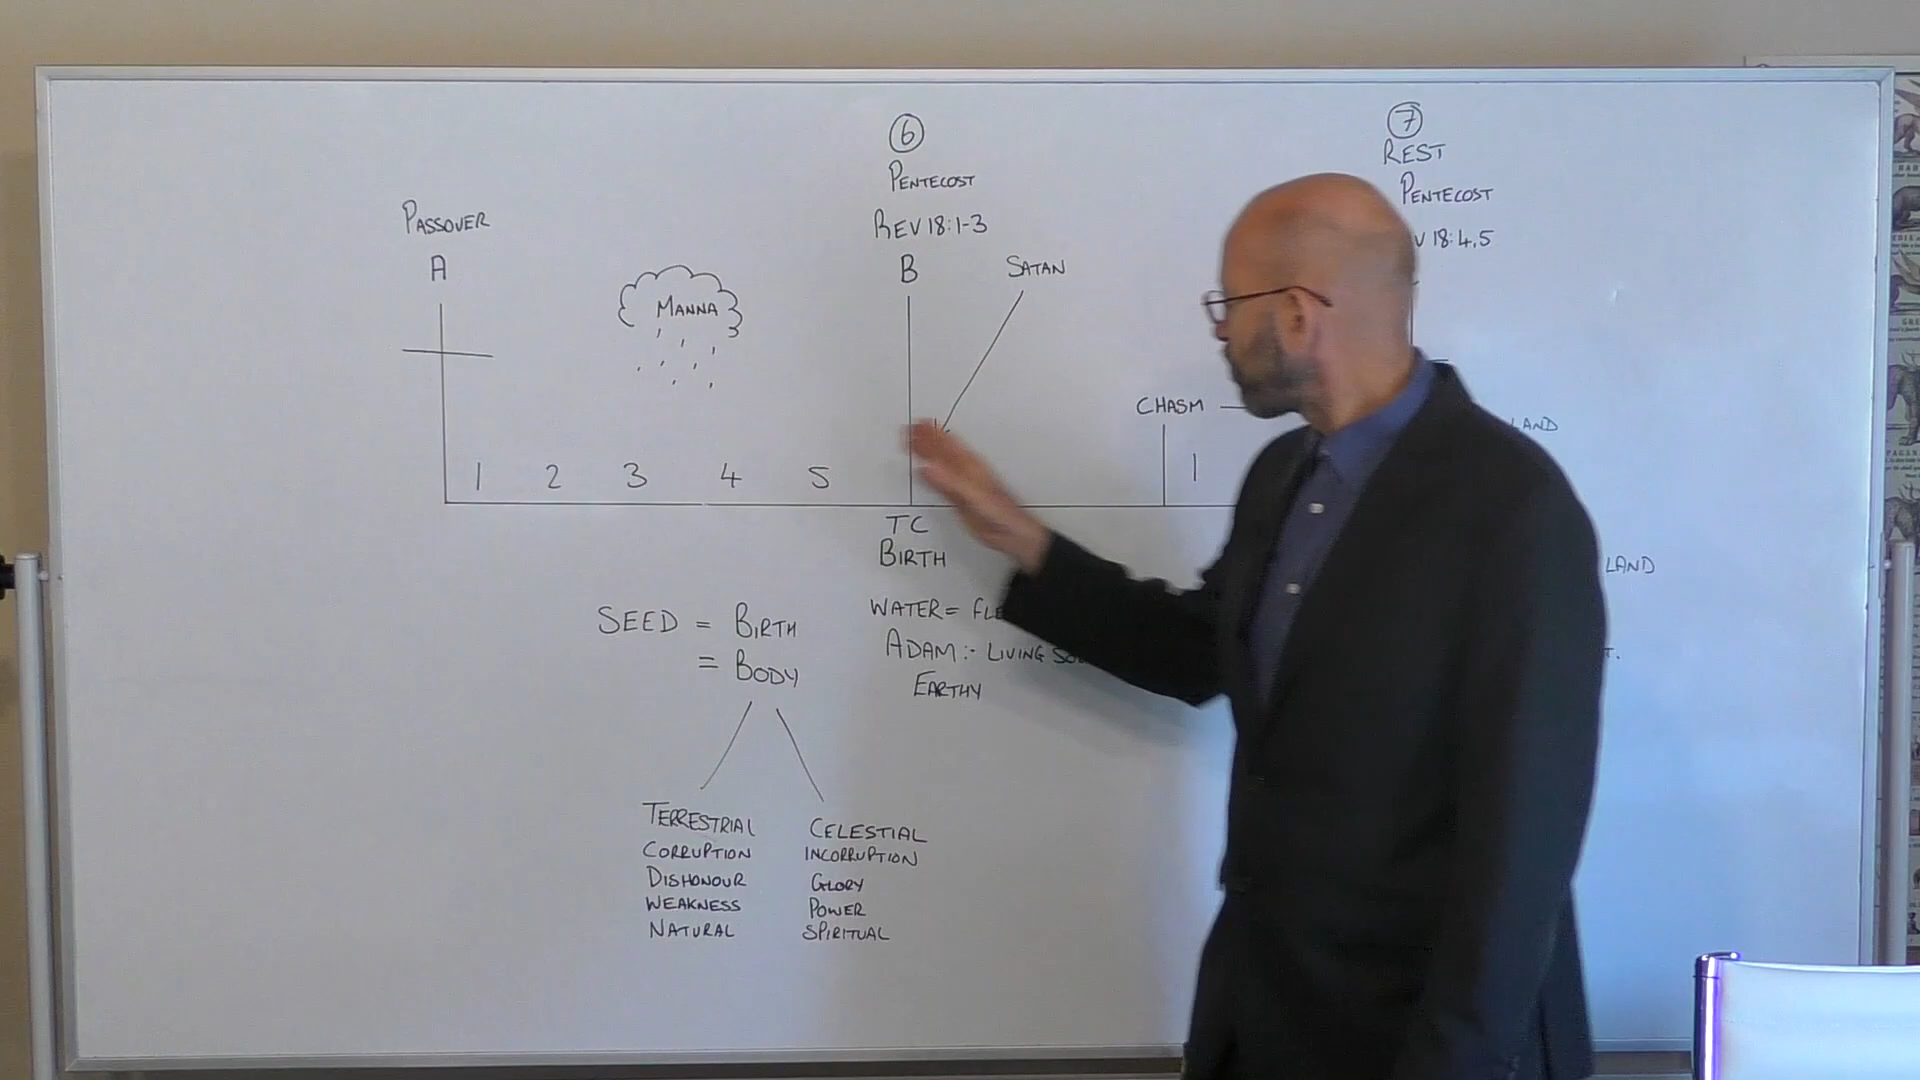 6
PENTECOST
REV 18:1-3
B
7
REST
PENTECOST
V 18:4,5
PASSOVER
A
MANNA
SATAN
CHASM
LAND
1 2 3 4 5
1
TC
BIRTH
LAND
SEED = BIRTH
= BODY
WATER = FLE
ADAM:- LIVING SO
EARTHY
T.
TERRESTRIAL
CORRUPTION
DISHONOUR
WEAKNESS
NATURAL
CELESTIAL
INCORRUPTION
GLORY
POWER
SPIRITUAL